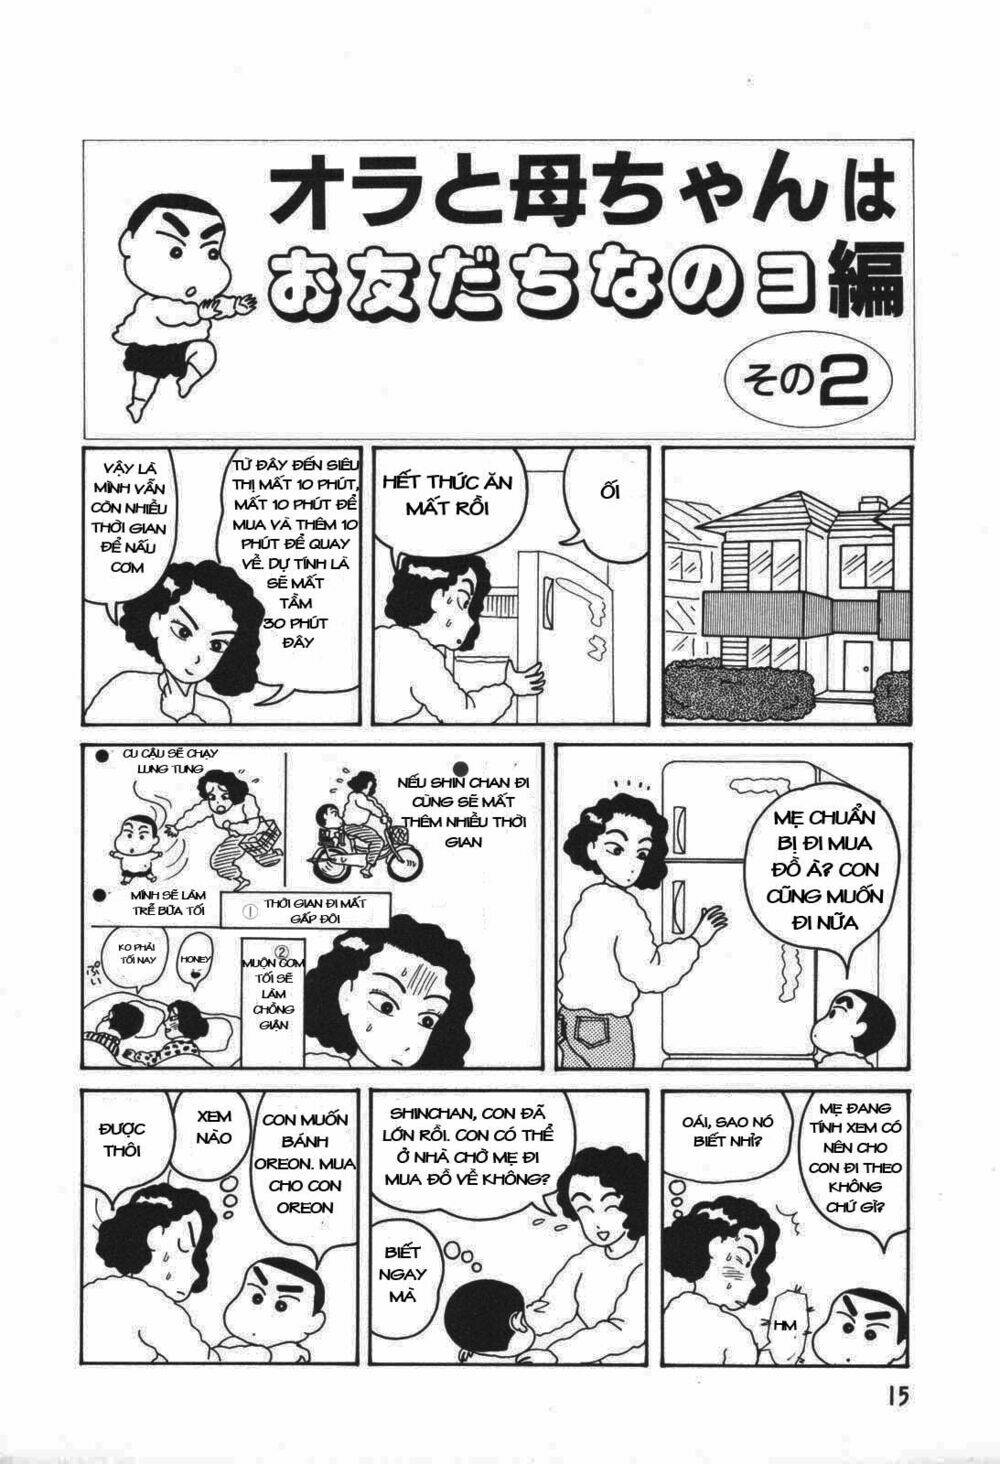 オラと母ちゃんは
お友だちなのヨ編
その2
ỐI
HẾT THỨC ĂN
MẤT RỒI
TỪ ĐÂY ĐẾN SIÊU
THỊ MẤT 10 PHÚT,
MẤT 10 PHÚT ĐỂ
MUA VÀ THÊM 10
PHÚT ĐỂ QUAY
VỀ. DỰ TÍNH LÀ
SẼ MẤT
TẦM
30 PHÚT
ĐÂY
VẬY LÀ
MÌNH VẪN
CÒN NHIỀU
THỜI GIAN
ĐỂ NẤU
CƠM
MẸ CHUẨN
BỊ ĐI MUA
ĐỒ À? CON
CŨNG MUỐN
ĐI NỮA
NẾU SHIN CHAN ĐI
CÙNG SẼ MẤT
THÊM NHIỀU THỜI
GIAN
CU CẬU SẼ CHẠY
LUNG TUNG
① THỜI GIAN ĐI MẤT
GẤP ĐÔI
MÌNH SẼ LÀM
TRỄ BỮA TỐI
②
MUỘN CƠM
TỐI SẼ
LÀM
CHỒNG
GIẬN
HONEY
KO PHẢI
TỐI NAY
ぷい
MẸ ĐANG
TÍNH XEM CÓ
NÊN CHO
CON ĐI THEO
KHÔNG
CHỨ GÌ?
OÁI, SAO NÓ
BIẾT NHỈ?
HM
SHINCHAN, CON ĐÃ
LỚN RỒI. CON CÓ THỂ
Ở NHÀ CHỜ MẸ ĐI
MUA ĐỒ VỀ KHÔNG?
BIẾT
NGAY
MÀ
CON MUỐN
BÁNH
OREON. MUA
CHO CON
OREON
XEM
NÀO
ĐƯỢC
THÔI
15